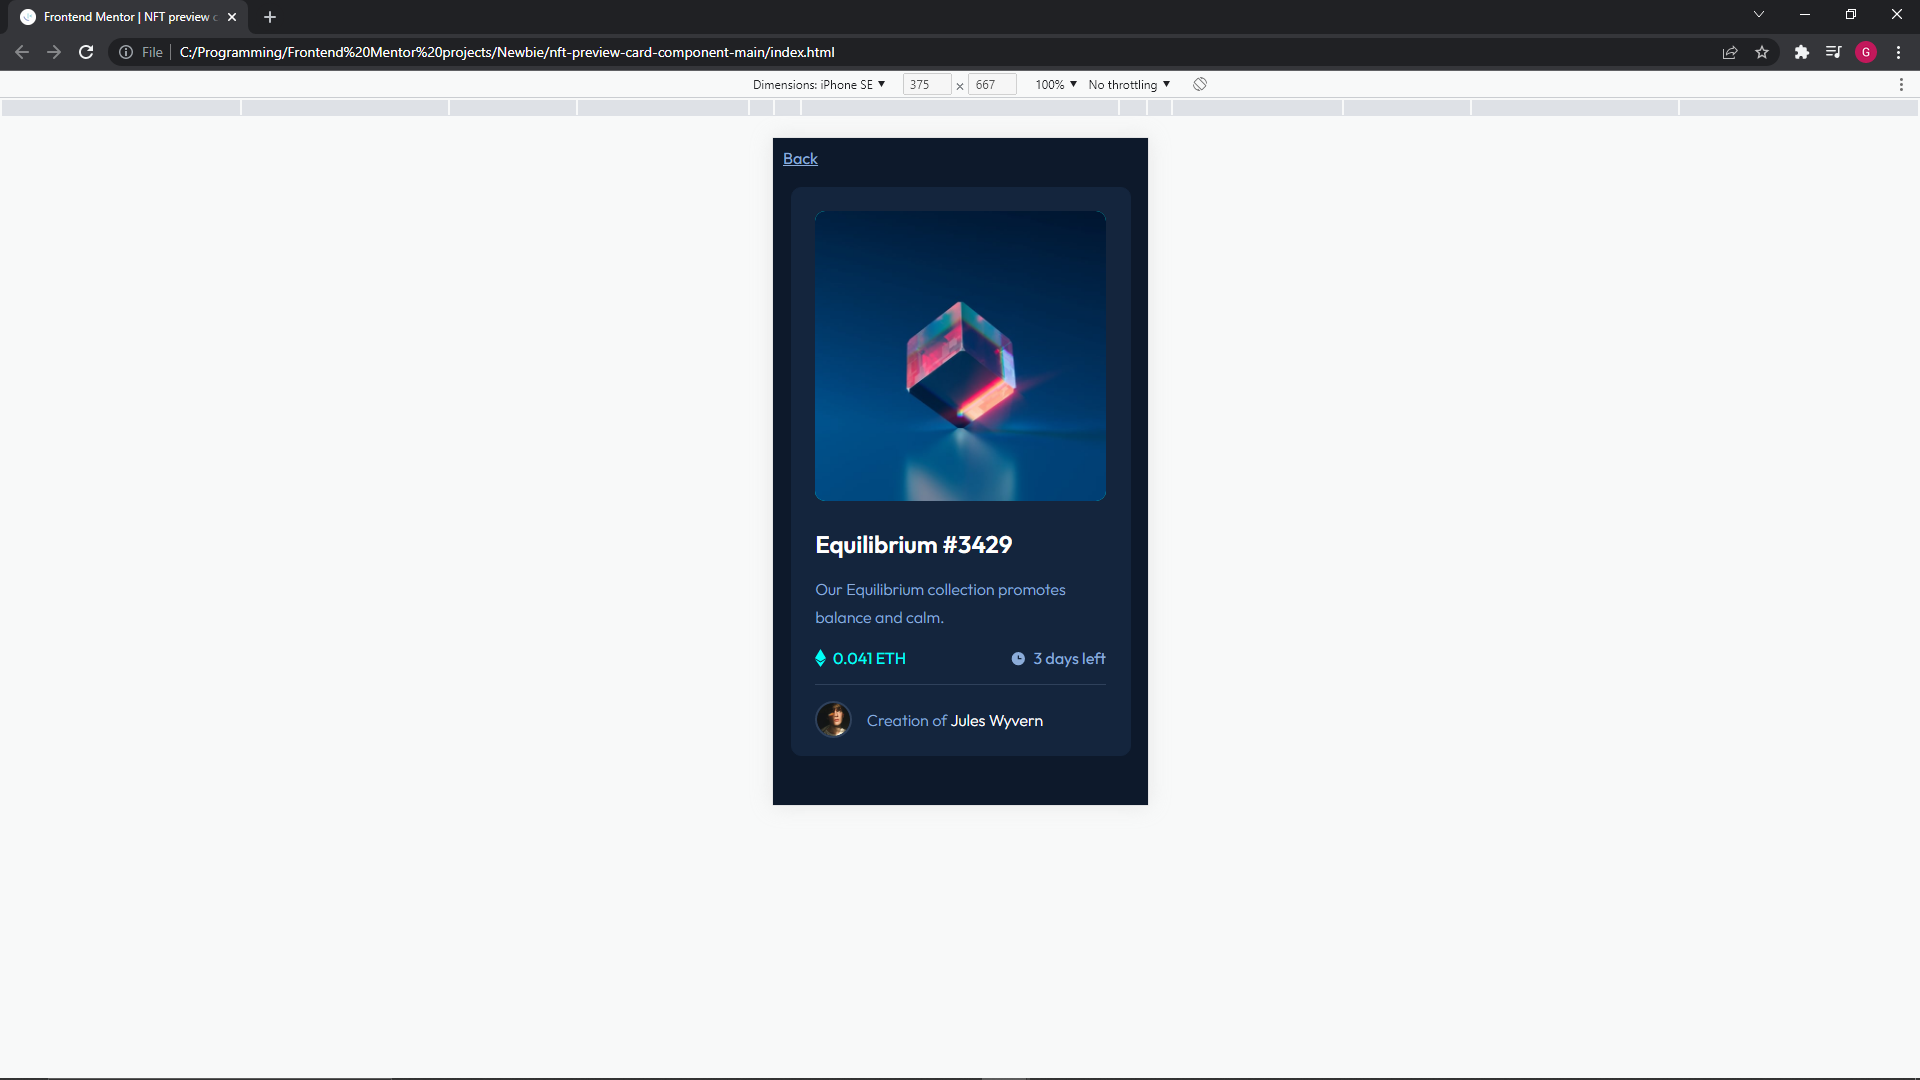 Frontend Mentor | NFT preview c
File
C:/Programming/Frontend%20Mentor%20projects/Newbie/nft-preview-card-component-main/index.html
G
Dimensions: iPhone SE ▼ 375 × 667 100% ▼ No throttling ▼
Back
Equilibrium #3429
Our Equilibrium collection promotes
balance and calm.
0.041 ETH
3 days left
Creation of Jules Wyvern